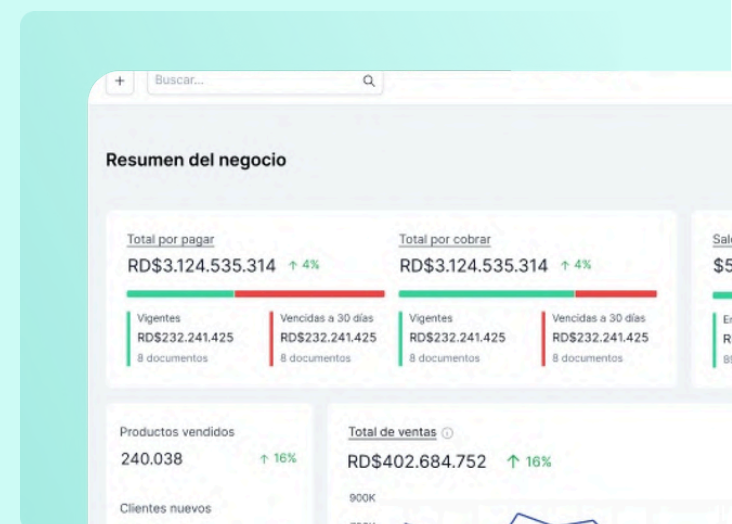 + Buscar...
Resumen del negocio
Total por pagar
RD$3.124.535.314 ↑ 4%
Vigentes
RD$232.241.425
8 documentos
Vencidas a 30 días
RD$232.241.425
8 documentos
Total por cobrar
RD$3.124.535.314 ↑ 4%
Vigentes
RD$232.241.425
8 documentos
Vencidas a 30 días
RD$232.241.425
8 documentos
Productos vendidos
240.038 ↑ 16%
Clientes nuevos
Total de ventas
RD$402.684.752 ↑ 16%
900K